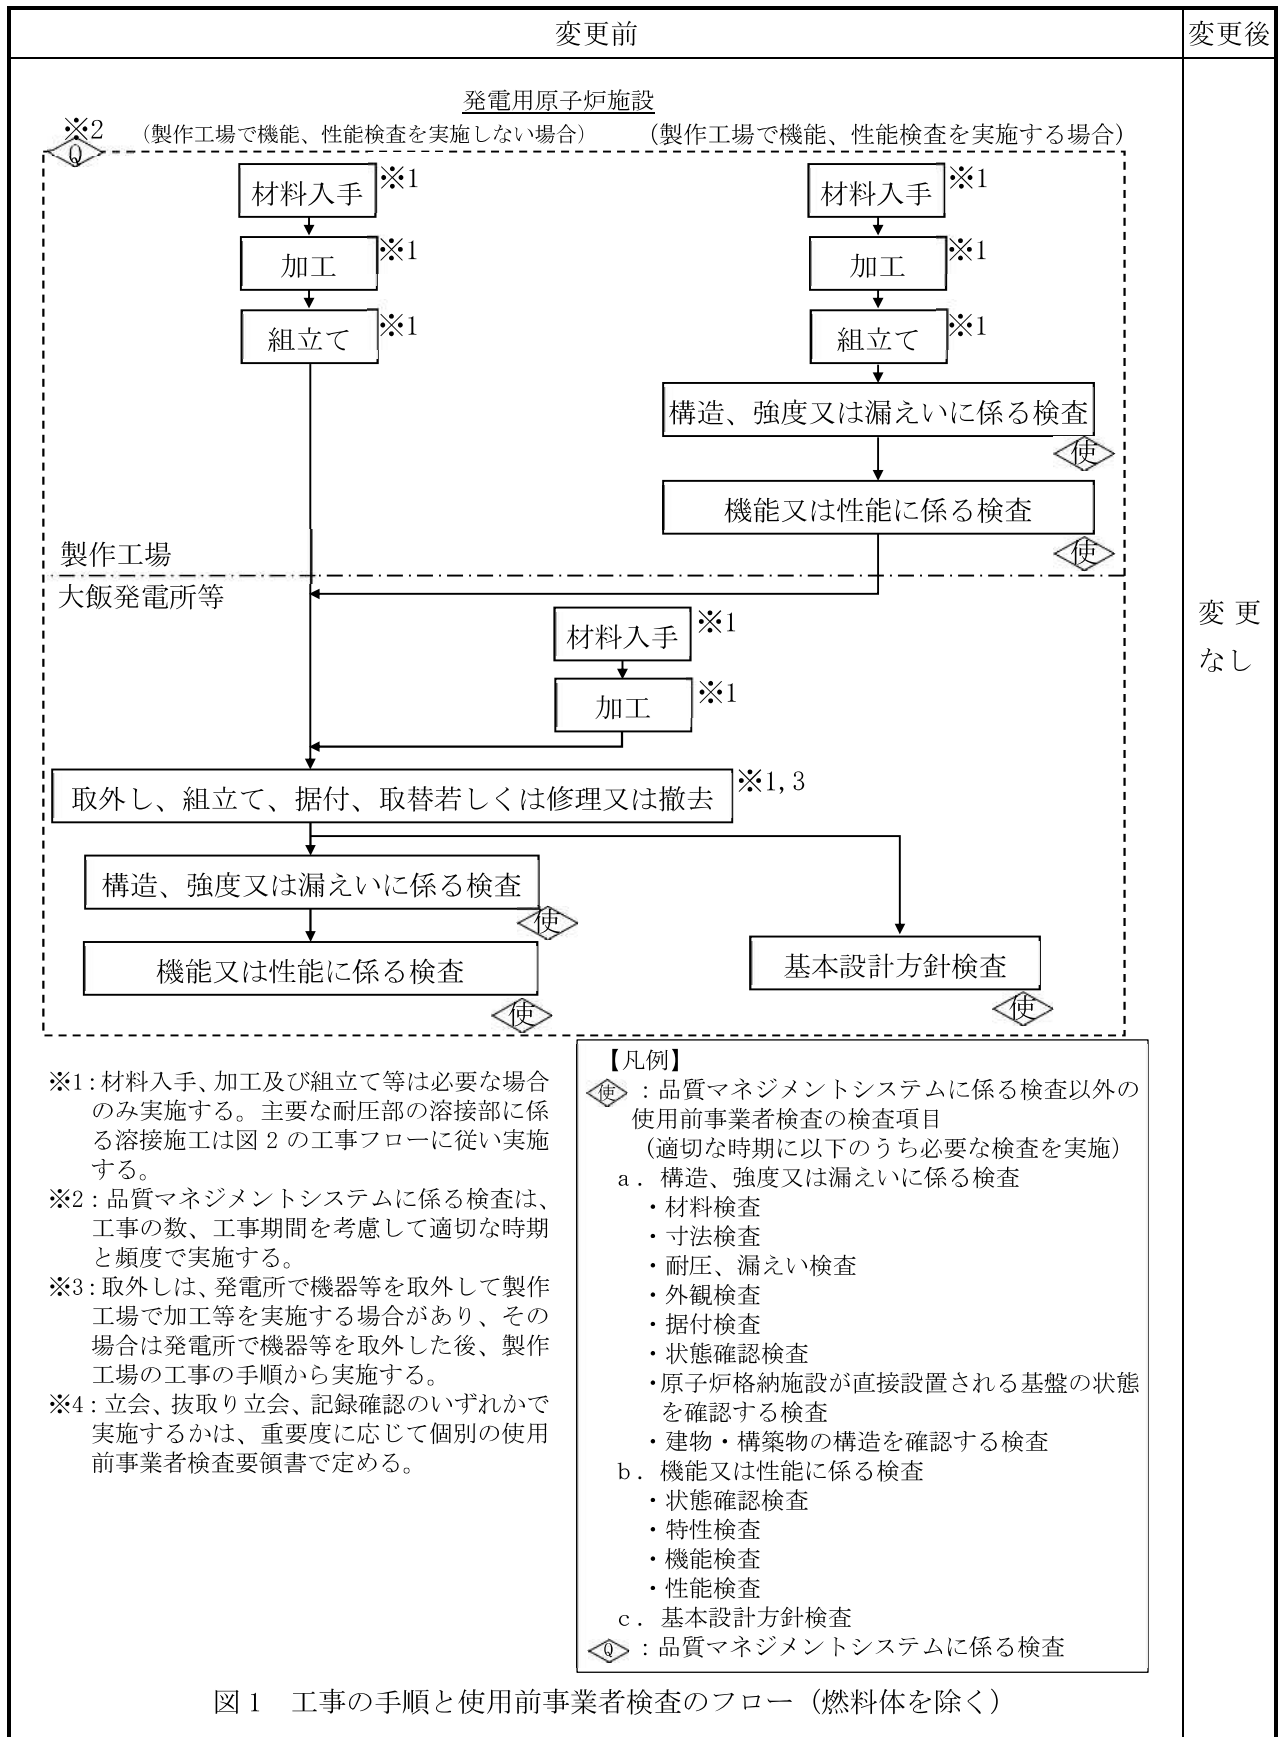 変更前
変更後
発電用原子炉施設
※2
（製作工場で機能、性能検査を実施しない場合）
（製作工場で機能、性能検査を実施する場合）
Q
材料入手
※1
材料入手
※1
加工
※1
加工
※1
組立て
※1
組立て
※1
構造、強度又は漏えいに係る検査
使
機能又は性能に係る検査
使
製作工場
大飯発電所等
材料入手
※1
加工
※1
取外し、組立て、据付、取替若しくは修理又は撤去
※1,3
構造、強度又は漏えいに係る検査
使
機能又は性能に係る検査
使
基本設計方針検査
使
変更
なし
※1：材料入手、加工及び組立て等は必要な場合
のみ実施する。主要な耐圧部の溶接部に係
る溶接施工は図2の工事フローに従い実施
する。
※2：品質マネジメントシステムに係る検査は、
工事の数、工事期間を考慮して適切な時期
と頻度で実施する。
※3：取外しは、発電所で機器等を取外して製作
工場で加工等を実施する場合があり、その
場合は発電所で機器等を取外した後、製作
工場の工事の手順から実施する。
※4：立会、抜取り立会、記録確認のいずれかで
実施するかは、重要度に応じて個別の使用
前事業者検査要領書で定める。
【凡例】
使：品質マネジメントシステムに係る検査以外の
使用前事業者検査の検査項目
（適切な時期に以下のうち必要な検査を実施）
a．構造、強度又は漏えいに係る検査
・材料検査
・寸法検査
・耐圧、漏えい検査
・外観検査
・据付検査
・状態確認検査
・原子炉格納施設が直接設置される基盤の状態
を確認する検査
・建物・構築物の構造を確認する検査
b．機能又は性能に係る検査
・状態確認検査
・特性検査
・機能検査
・性能検査
c．基本設計方針検査
Q：品質マネジメントシステムに係る検査
図1　工事の手順と使用前事業者検査のフロー（燃料体を除く）